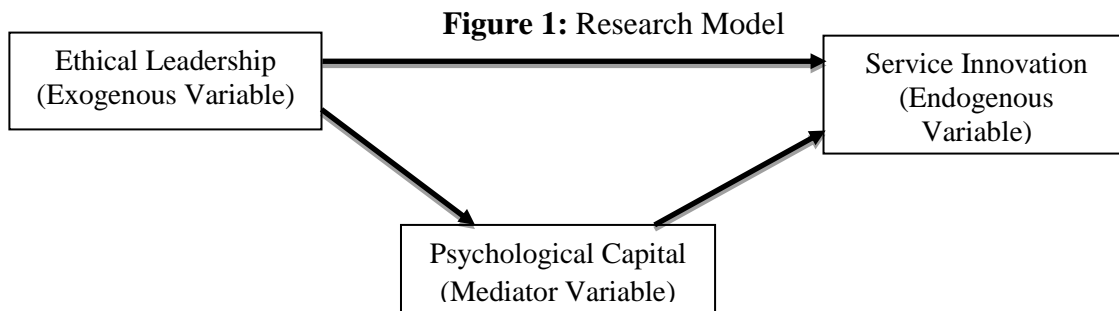 Figure 1: Research Model
Ethical Leadership
(Exogenous Variable)
Service Innovation
(Endogenous
Variable)
Psychological Capital
(Mediator Variable)